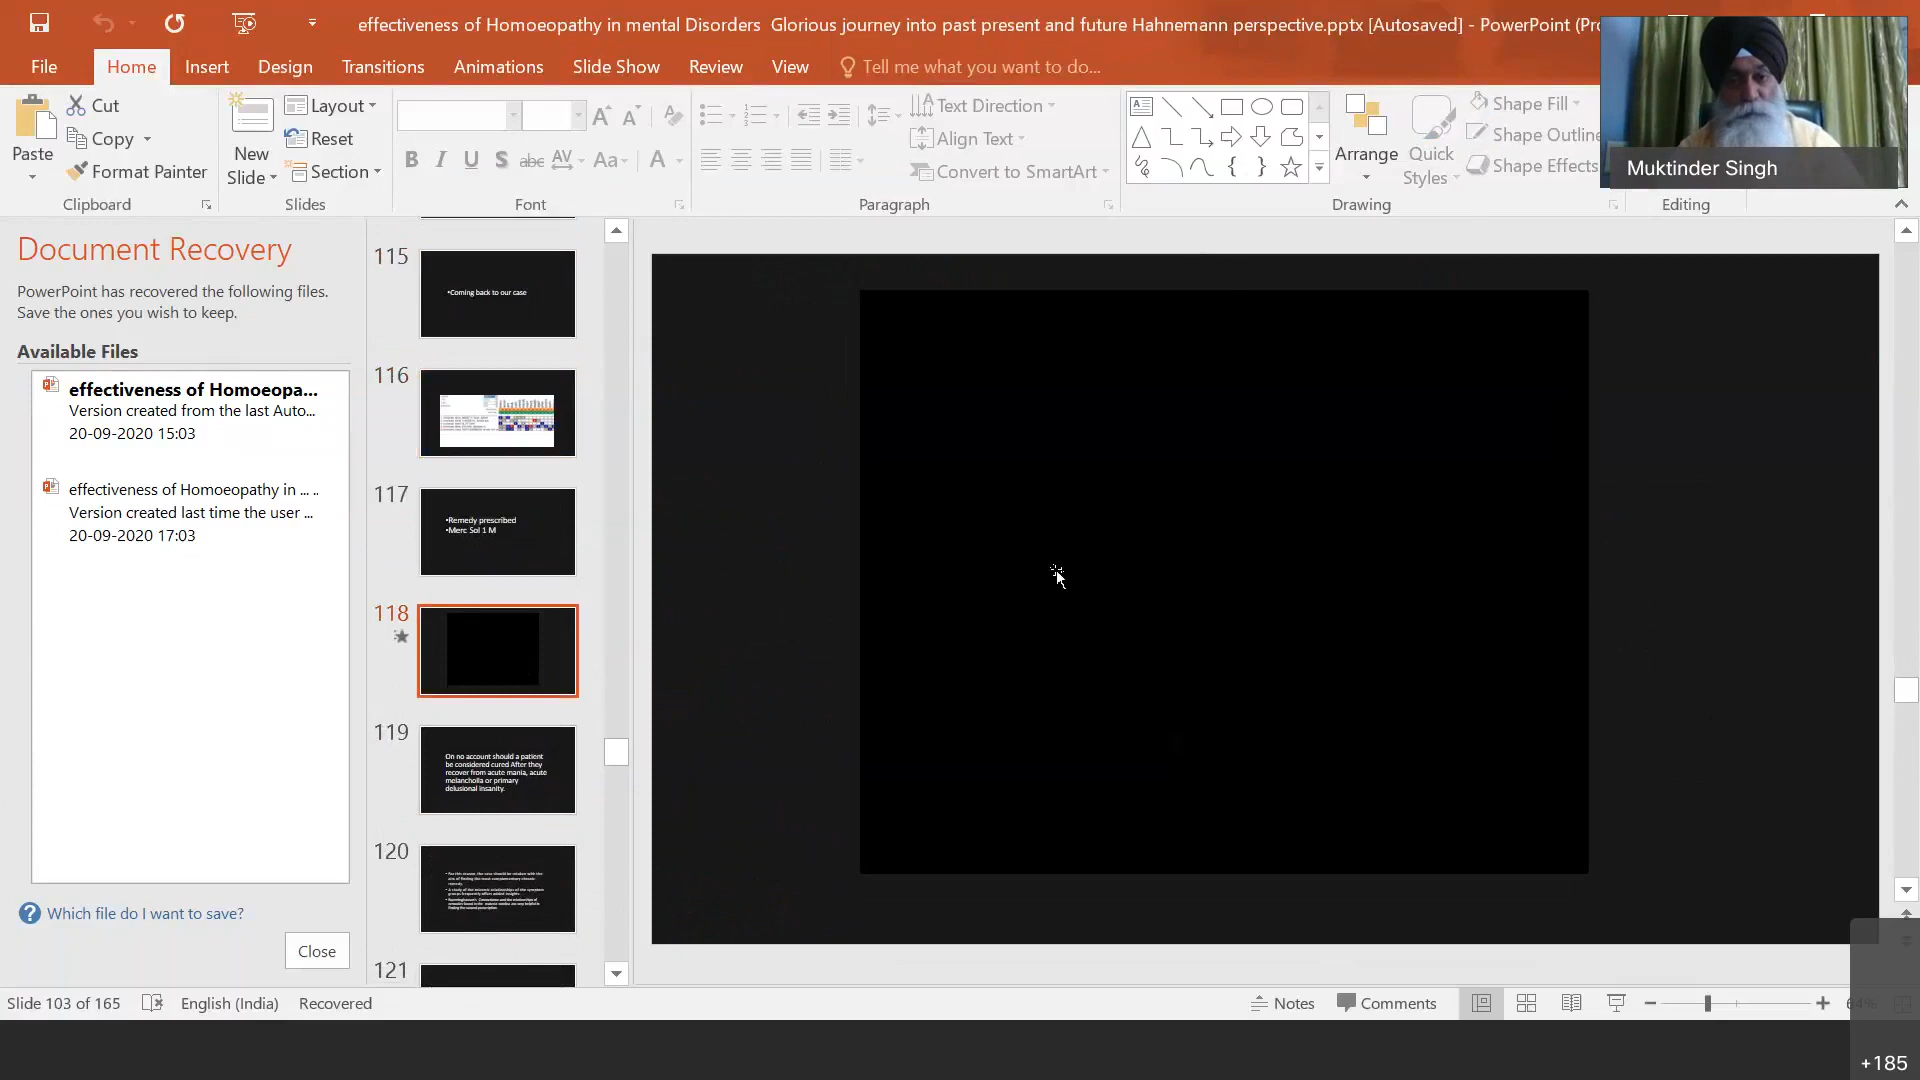 effectiveness of Homoeopathy in mental Disorders  Glorious journey into past present and future Hahnemann perspective.pptx [Autosaved] - PowerPoint (Pro
File Home Insert Design Transitions Animations Slide Show Review View Tell me what you want to do...
Muktinder Singh
Paste
Cut
Copy
Format Painter
Clipboard
New
Slide
Layout
Reset
Section
Slides
B I U S abc AV Aa A
Font
Text Direction
Align Text
Convert to SmartArt
Paragraph
Arrange
Quick
Styles
Shape Fill
Shape Outline
Shape Effects
Drawing
Editing
Document Recovery
PowerPoint has recovered the following files.
Save the ones you wish to keep.
Available Files
effectiveness of Homoeopa...
Version created from the last Auto...
20-09-2020 15:03
effectiveness of Homoeopathy in ... ..
Version created last time the user ...
20-09-2020 17:03
Which file do I want to save?
Close
115
•Coming back to our case
116
117
•Remedy prescribed
•Merc Sol 1 M
118
119
On no account should a patient
be considered cured After they
recover from acute mania, acute
melancholia or primary
delusional insanity.
120
121
Slide 103 of 165 English (India) Recovered
Notes Comments
64%
+185